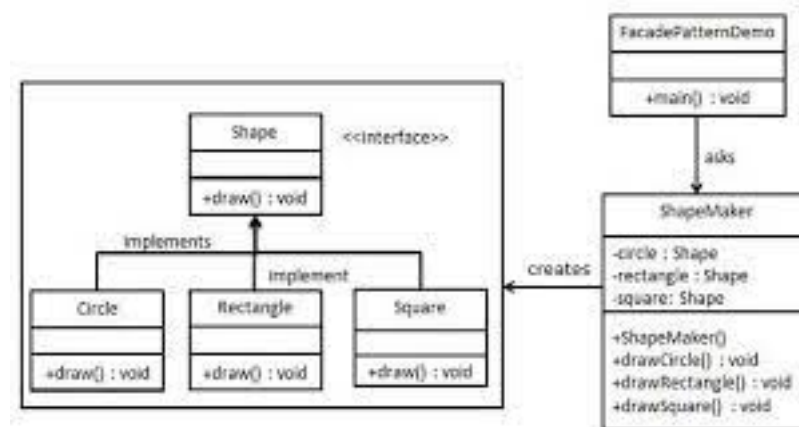 FacadePatternDemo
+main() : void
asks
Shape
<<interface>>
+draw() : void
implements
implement
Circle
+draw() : void
Rectangle
+draw() : void
Square
+draw() : void
creates
ShapeMaker
-circle : Shape
-rectangle : Shape
-square: Shape
+ShapeMaker()
+drawCircle() : void
+drawRectangle() : void
+drawSquare() : void